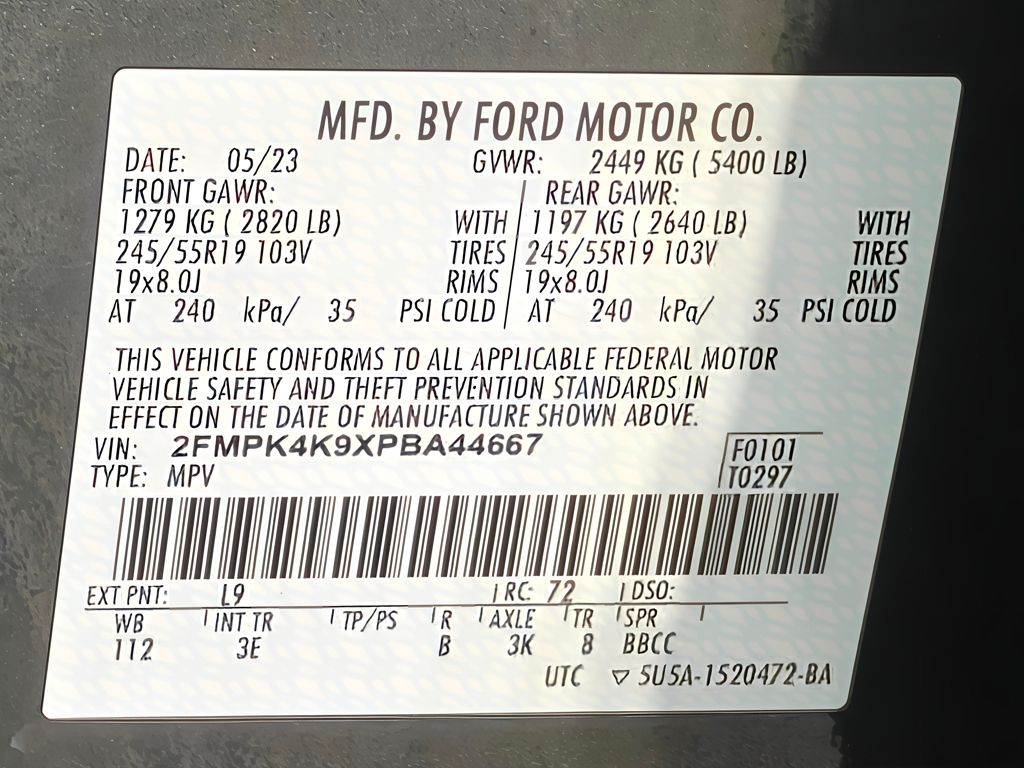 MFD. BY FORD MOTOR CO.
DATE: 05/23 GVWR: 2449 KG ( 5400 LB)
FRONT GAWR: REAR GAWR:
1279 KG ( 2820 LB) WITH 1197 KG ( 2640 LB) WITH
245/55R19 103V TIRES 245/55R19 103V TIRES
19x8.0J RIMS 19x8.0J RIMS
AT 240 kPa/ 35 PSI COLD AT 240 kPa/ 35 PSI COLD
THIS VEHICLE CONFORMS TO ALL APPLICABLE FEDERAL MOTOR
VEHICLE SAFETY AND THEFT PREVENTION STANDARDS IN
EFFECT ON THE DATE OF MANUFACTURE SHOWN ABOVE.
VIN: 2FMPK4K9XPBA44667 F0101
TYPE: MPV T0297
EXT PNT: L9 RC: 72 DSO:
WB INT TR TP/PS R AXLE TR SPR
112 3E B 3K 8 BBCC
UTC ▽ 5U5A-1520472-BA